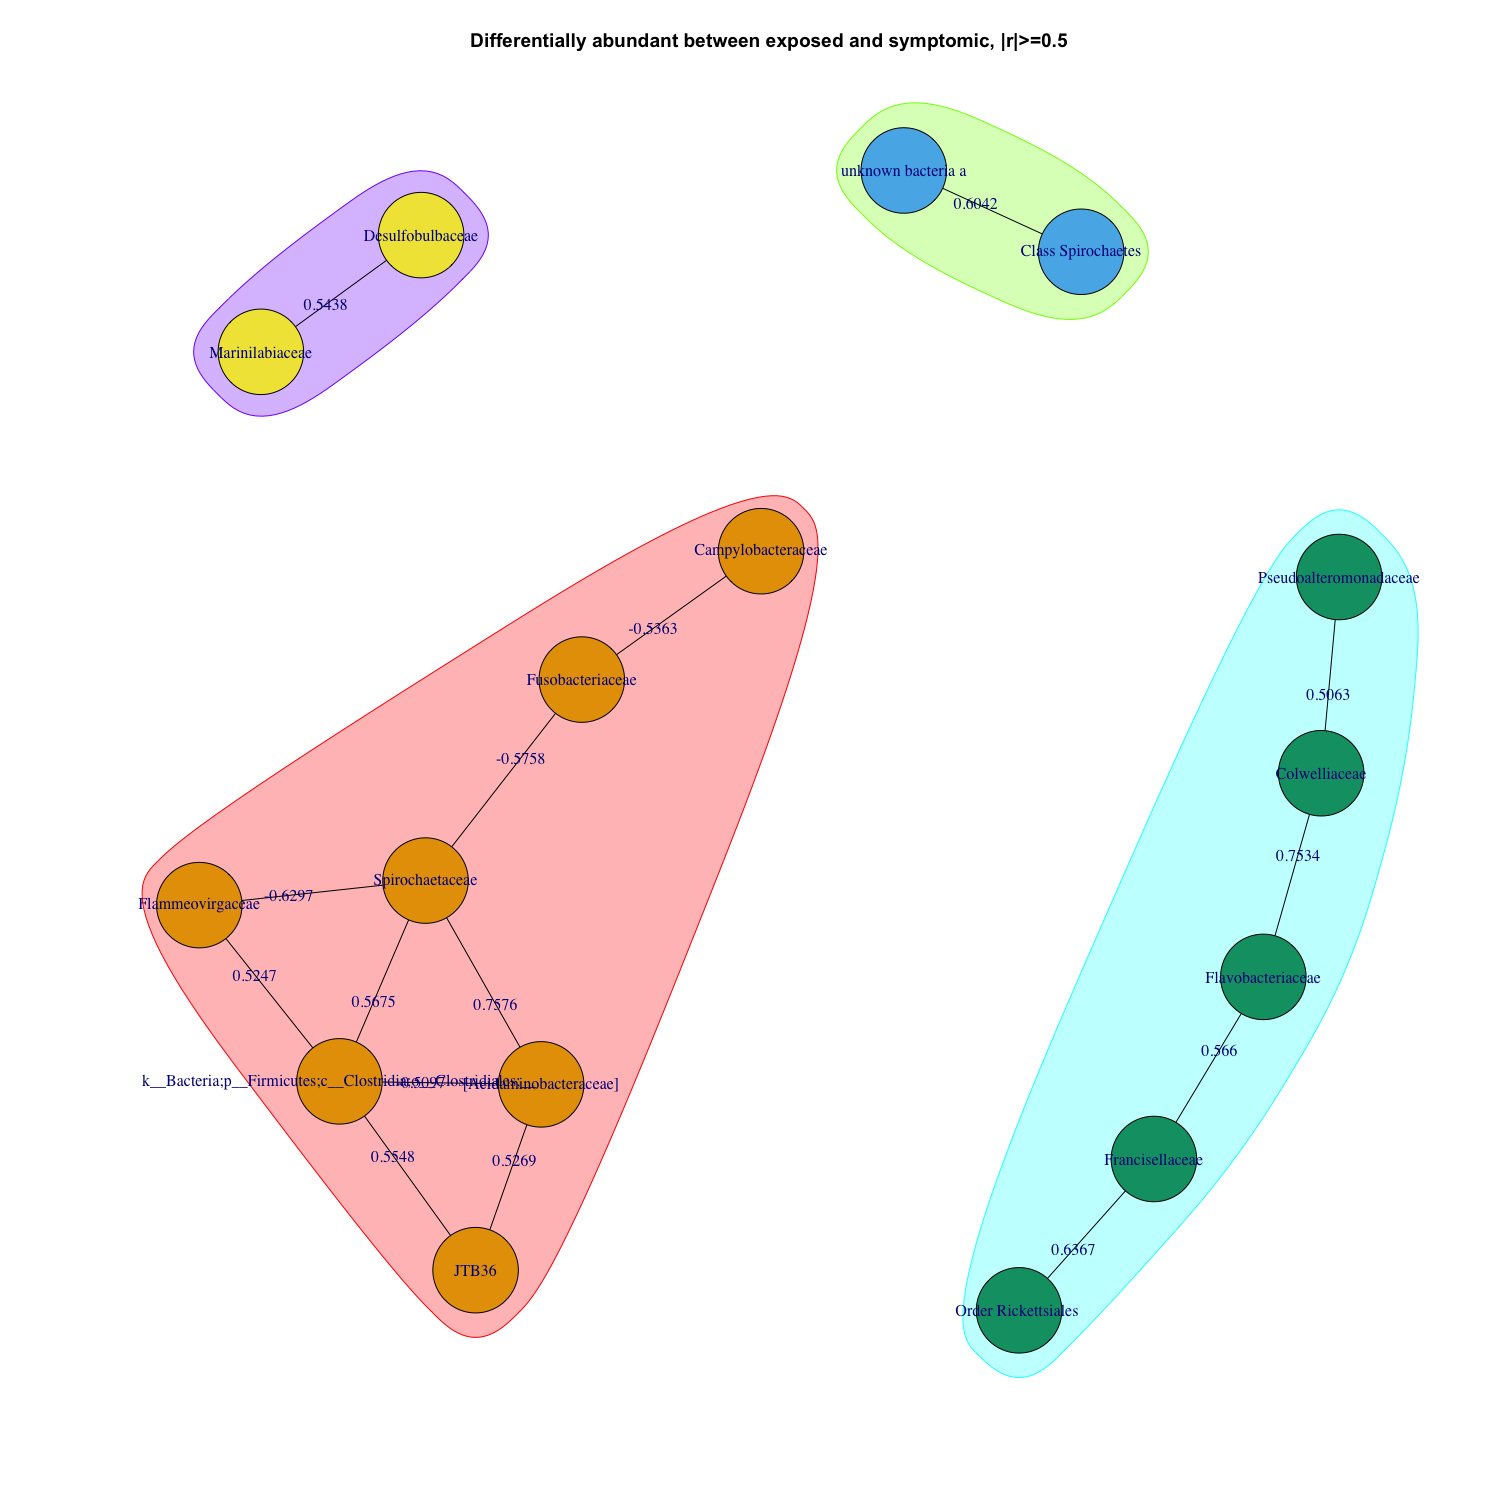 Differentially abundant between exposed and symptomic, |r|>=0.5
unknown bacteria a
0.6042
Class Spirochaetes
Desulfobulbaceae
0.5438
Marinilabiaceae
Campylobacteraceae
-0.5363
Fusobacteriaceae
-0.5758
Spirochaetaceae
-0.6297
Flammeovirgaceae
0.5247
0.5675
0.7576
k__Bacteria;p__Firmicutes;c__Clostridia;o__Clostridiales;__
0.5097
[Acidaminobacteraceae]
0.5548
0.5269
JTB36
Pseudoalteromonadaceae
0.5063
Colwelliaceae
0.7534
Flavobacteriaceae
0.566
Francisellaceae
0.6367
Order Rickettsiales